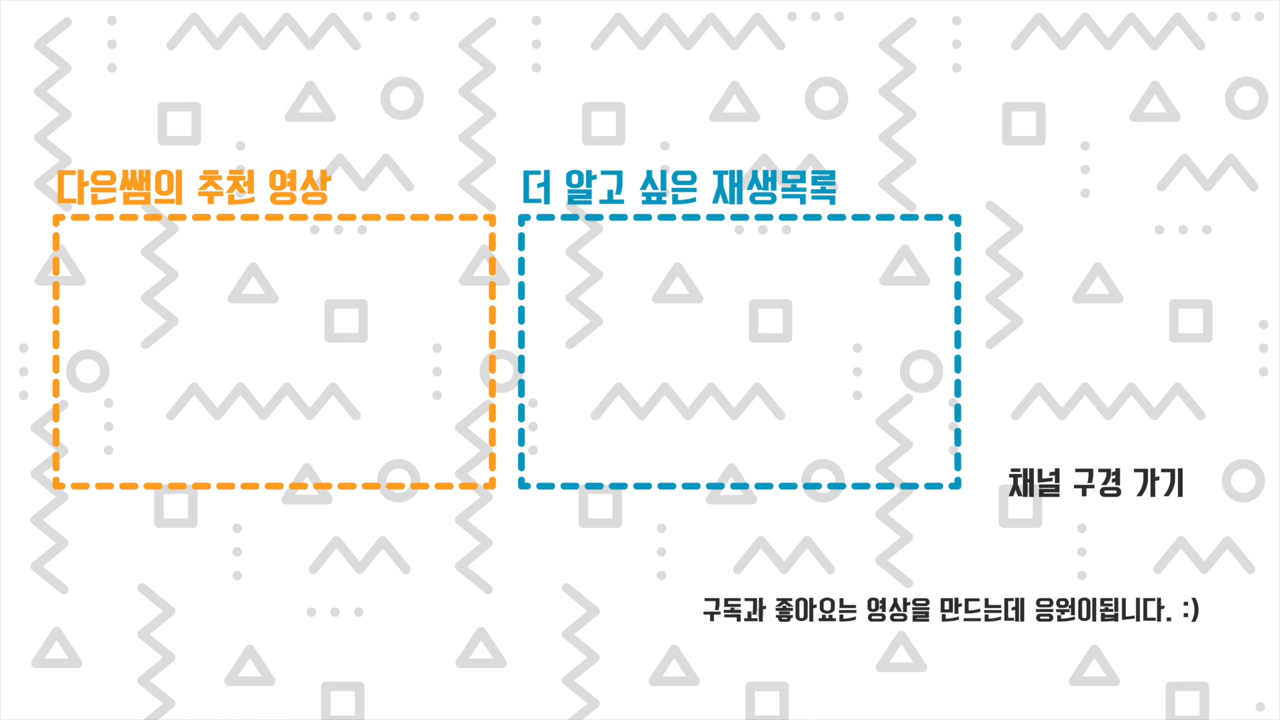 다은쌤의 추천 영상
더 알고 싶은 재생목록
채널 구경 가기
구독과 좋아요는 영상을 만드는데 응원이됩니다. :)